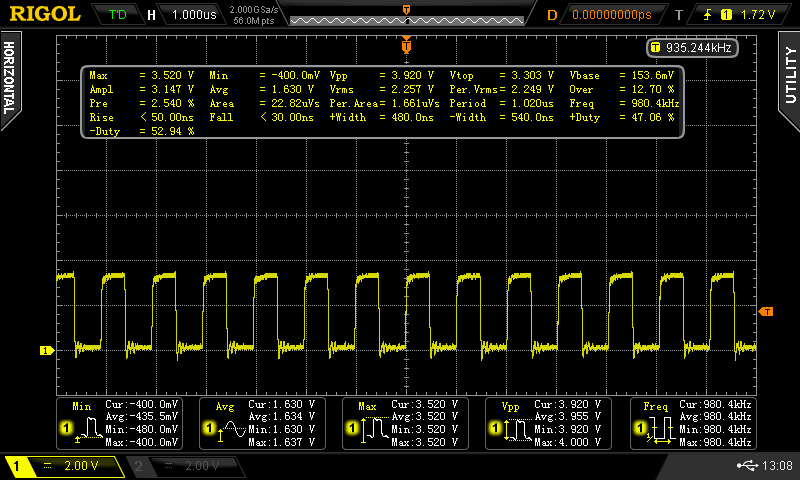 RIGOL T'D H 1.000us 2.000GSa/s 56.0M pts D 0.00000000ps T 1 1.72 V
HORIZONTAL
UTILITY
T
T 935.244kHz
Max = 3.520 V Min = -400.0mV Vpp = 3.920 V Vtop = 3.303 V Vbase = 153.6mV
Ampl = 3.147 V Avg = 1.630 V Vrms = 2.257 V Per.Vrms= 2.249 V Over = 12.70 %
Pre = 2.540 % Area = 22.82uVs Per.Area= 1.661uVs Period = 1.020us Freq = 980.4kHz
Rise < 50.00ns Fall < 30.00ns +Width = 480.0ns -Width = 540.0ns +Duty = 47.06 %
-Duty = 52.94 %
T
1
Min Cur:-400.0mV Avg Cur:1.630 V Max Cur:3.520 V Vpp Cur:3.920 V Freq Cur:980.4kHz
Avg:-435.5mV Avg:1.634 V Avg:3.520 V Avg:3.955 V Avg:980.4kHz
1 Min:-480.0mV 1 Min:1.630 V 1 Min:3.520 V 1 Min:3.920 V 1 Min:980.4kHz
Max:-400.0mV Max:1.637 V Max:3.520 V Max:4.000 V Max:980.4kHz
1 2.00 V 2 2.00 V 13:08